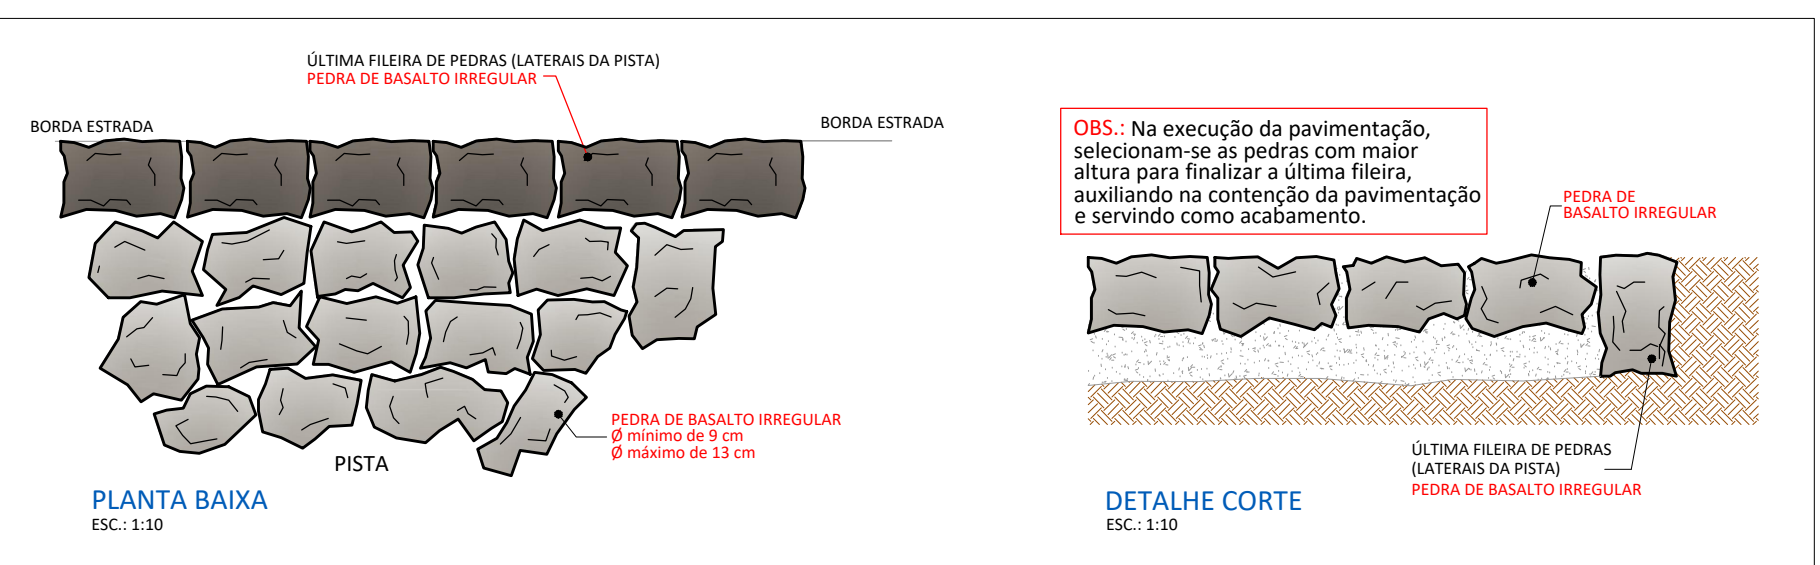 ÚLTIMA FILEIRA DE PEDRAS (LATERAIS DA PISTA)
PEDRA DE BASALTO IRREGULAR
BORDA ESTRADA
BORDA ESTRADA
PEDRA DE BASALTO IRREGULAR
Ø mínimo de 9 cm
Ø máximo de 13 cm
PISTA
PLANTA BAIXA
ESC.: 1:10
OBS.: Na execução da pavimentação,
selecionam-se as pedras com maior
altura para finalizar a última fileira,
auxiliando na contenção da pavimentação
e servindo como acabamento.
PEDRA DE
BASALTO IRREGULAR
ÚLTIMA FILEIRA DE PEDRAS
(LATERAIS DA PISTA)
PEDRA DE BASALTO IRREGULAR
DETALHE CORTE
ESC.: 1:10